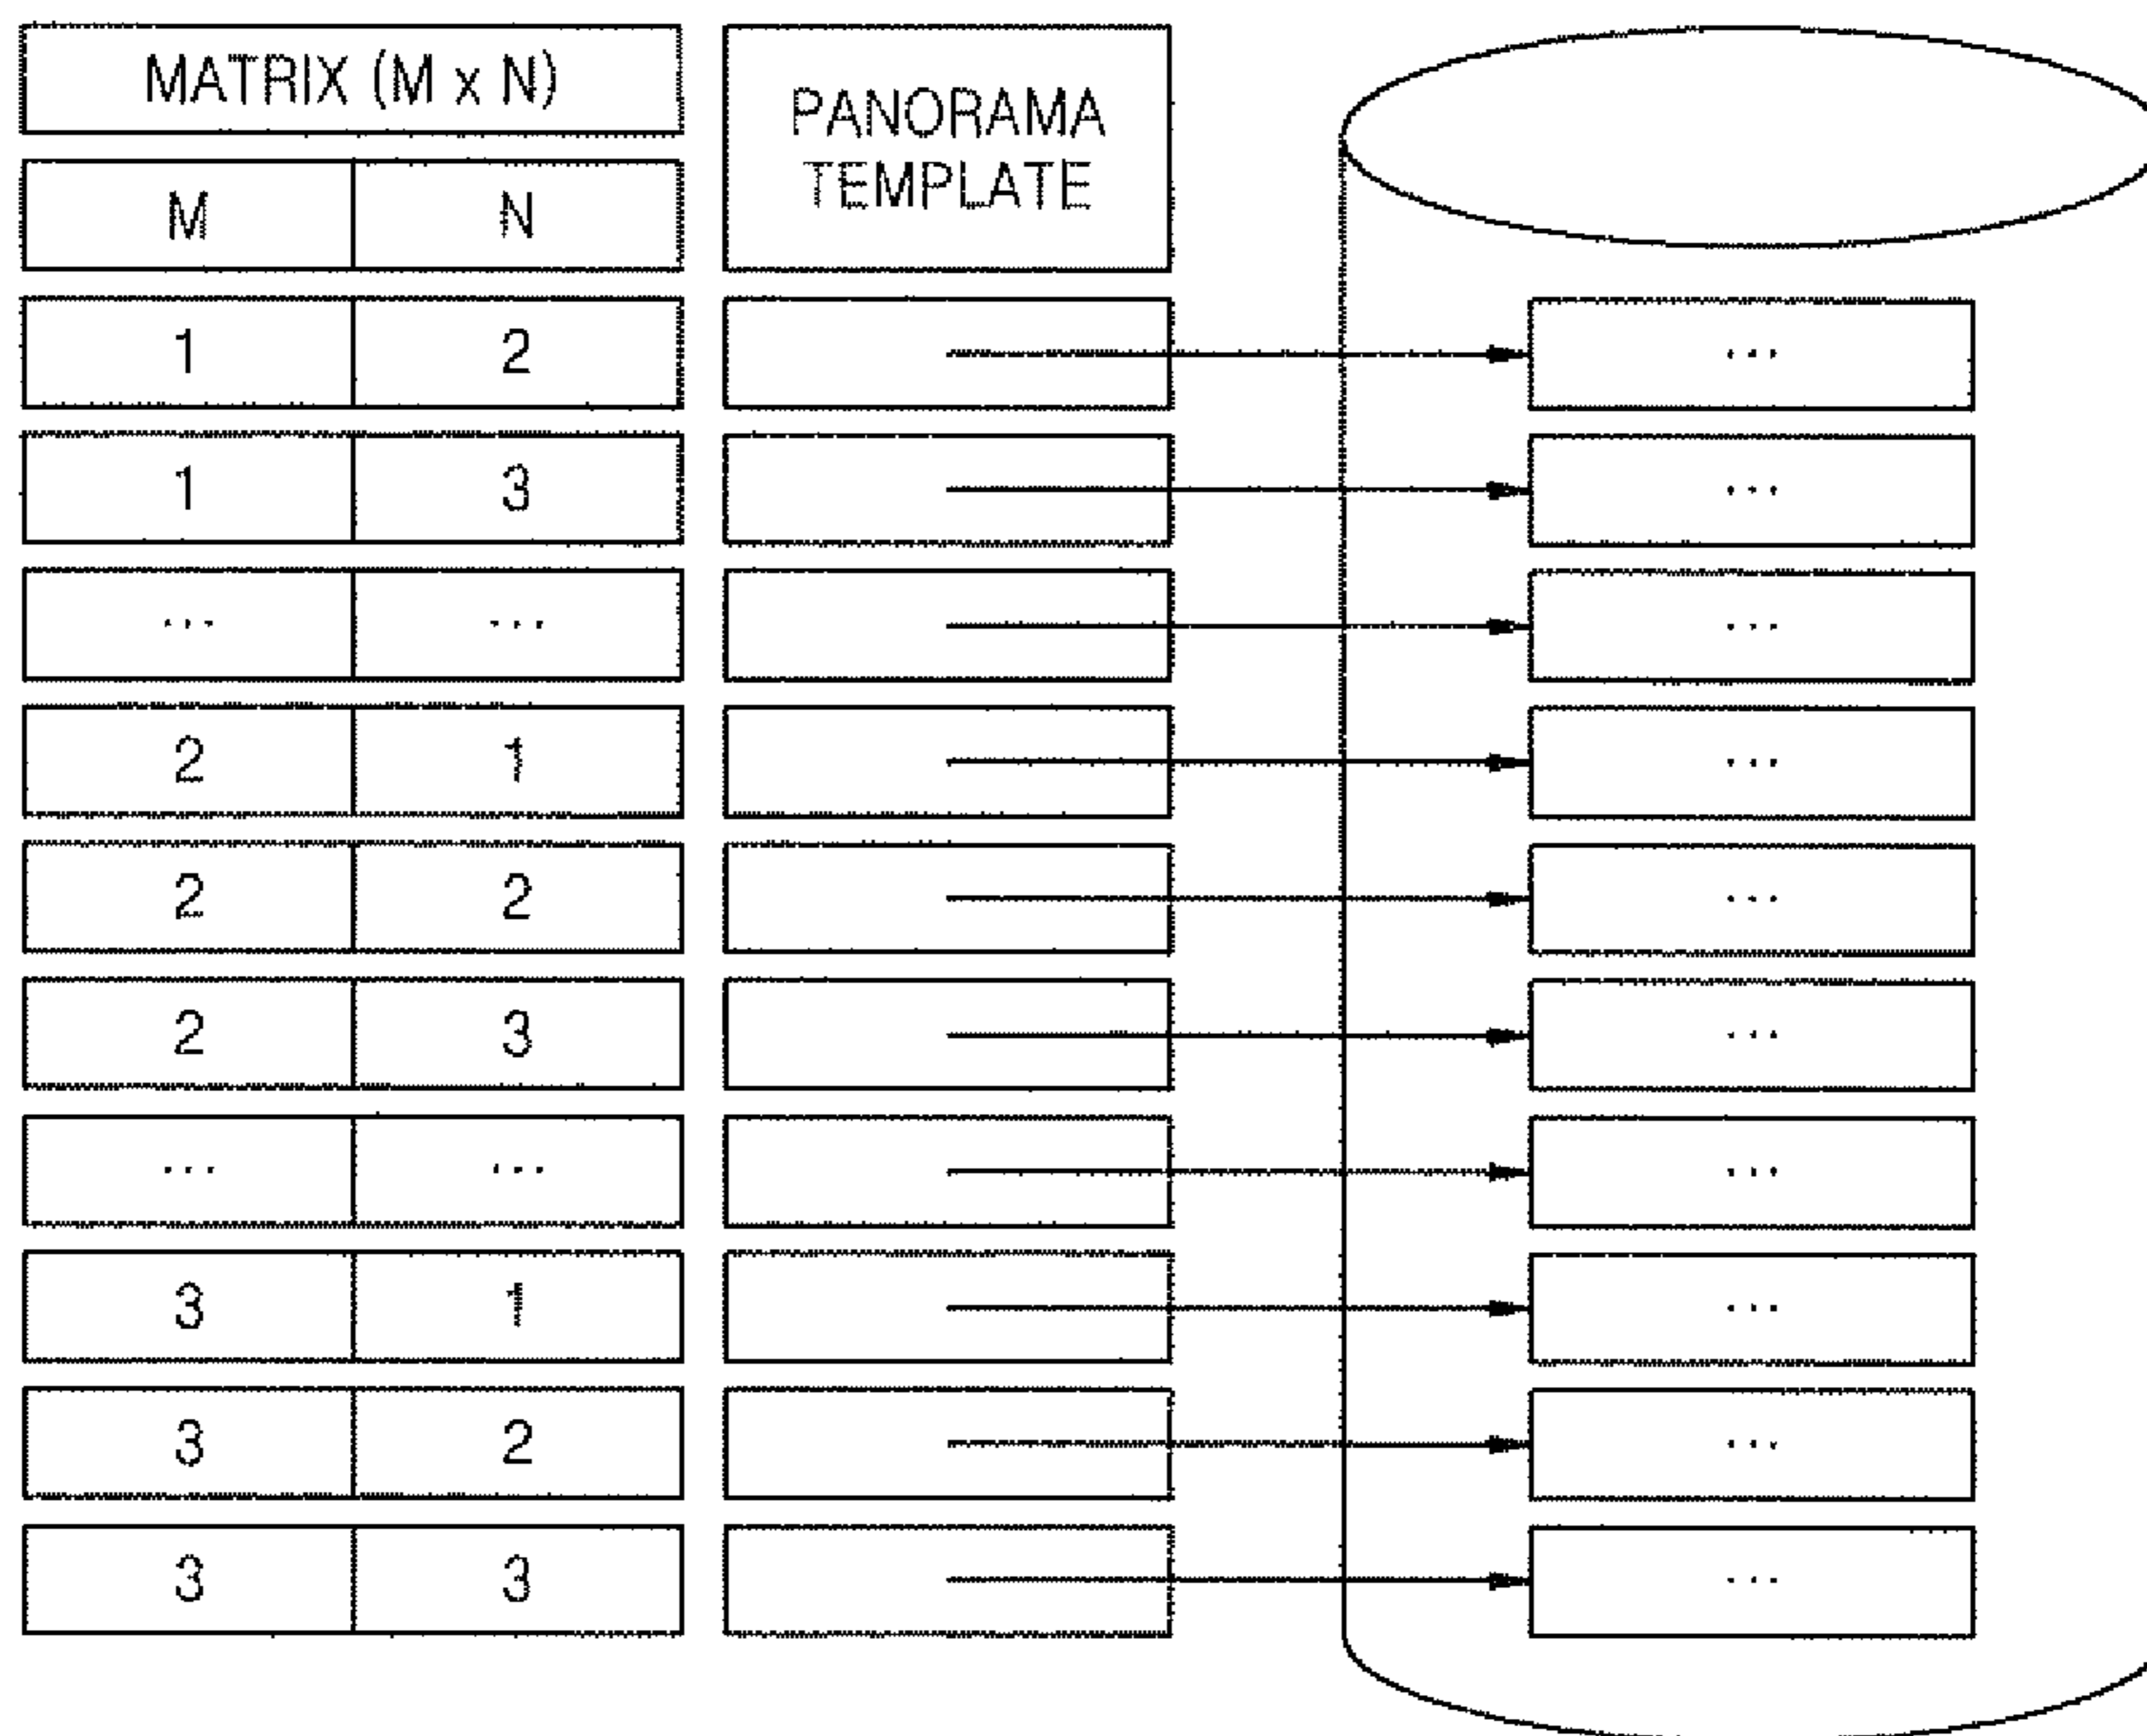 MATRIX (M x N)
PANORAMA
TEMPLATE
M N
1 2 ...
1 3 ...
... ... ...
2 1 ...
2 2 ...
2 3 ...
... ... ...
3 1 ...
3 2 ...
3 3 ...